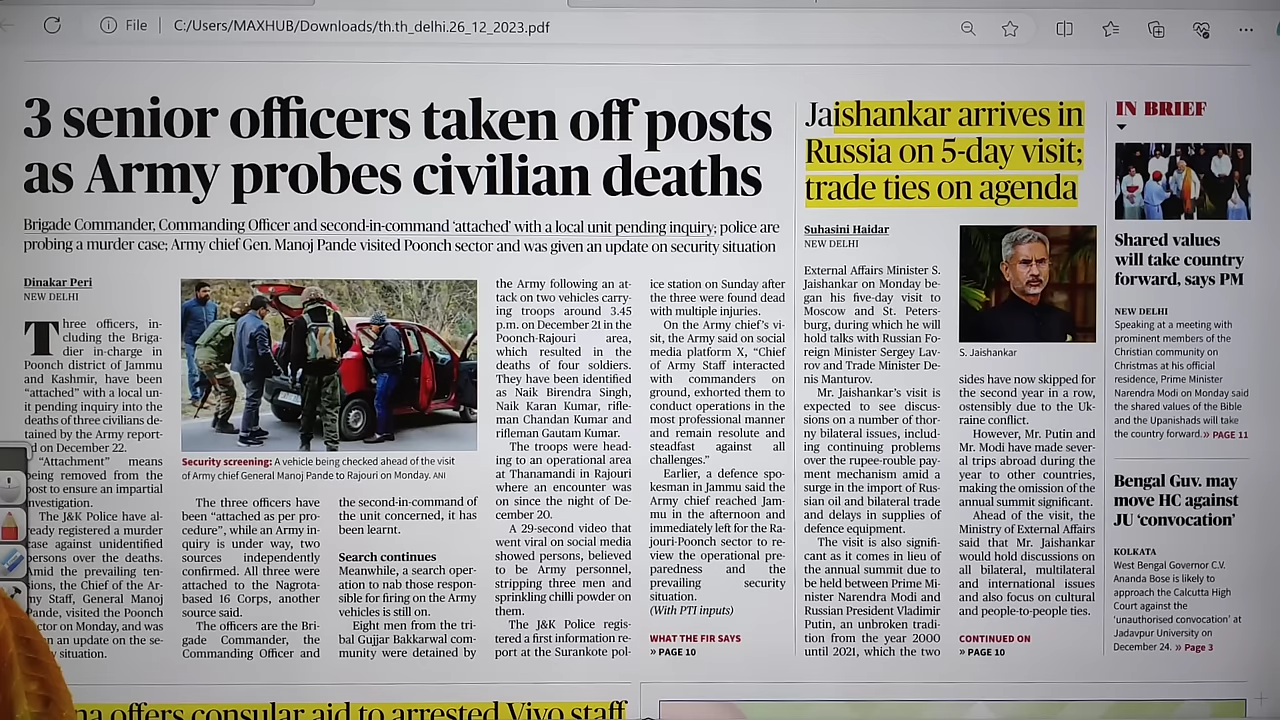 File
C:/Users/MAXHUB/Downloads/th.th_delhi.26_12_2023.pdf
3 senior officers taken off posts
as Army probes civilian deaths
Brigade Commander, Commanding Officer and second-in-command ‘attached’ with a local unit pending inquiry; police are
probing a murder case; Army chief Gen. Manoj Pande visited Poonch sector and was given an update on security situation
Dinakar Peri
NEW DELHI
Three officers, in-
cluding the Briga-
dier in-charge in
Poonch district of Jammu
and Kashmir, have been
“attached” with a local un-
it pending inquiry into the
deaths of three civilians de-
tained by the Army report-
ed on December 22.
“Attachment” means
being removed from the
post to ensure an impartial
investigation.
The J&K Police have al-
ready registered a murder
case against unidentified
persons over the deaths.
Amid the prevailing ten-
sions, the Chief of the Ar-
my Staff, General Manoj
Pande, visited the Poonch
sector on Monday, and was
an update on the se-
situation.
Security screening: A vehicle being checked ahead of the visit
of Army chief General Manoj Pande to Rajouri on Monday. ANI
The three officers have
been “attached as per pro-
cedure”, while an Army in-
quiry is under way, two
sources independently
confirmed. All three were
attached to the Nagrota-
based 16 Corps, another
source said.
The officers are the Bri-
gade Commander, the
Commanding Officer and
the second-in-command of
the unit concerned, it has
been learnt.
Search continues
Meanwhile, a search oper-
ation to nab those respon-
sible for firing on the Army
vehicles is still on.
Eight men from the tri-
bal Gujjar Bakkarwal com-
munity were detained by
the Army following an at-
tack on two vehicles carry-
ing troops around 3.45
p.m. on December 21 in the
Poonch-Rajouri area,
which resulted in the
deaths of four soldiers.
They have been identified
as Naik Birendra Singh,
Naik Karan Kumar, rifle-
man Chandan Kumar and
rifleman Gautam Kumar.
The troops were head-
ing to an operational area
at Thanamandi in Rajouri
where an encounter was
on since the night of De-
cember 20.
A 29-second video that
went viral on social media
showed persons, believed
to be Army personnel,
stripping three men and
sprinkling chilli powder on
them.
The J&K Police regis-
tered a first information re-
port at the Surankote pol-
ice station on Sunday after
the three were found dead
with multiple injuries.
On the Army chief’s vi-
sit, the Army said on social
media platform X, “Chief
of Army Staff interacted
with commanders on
ground, exhorted them to
conduct operations in the
most professional manner
and remain resolute and
steadfast against all
challenges.”
Earlier, a defence spo-
kesman in Jammu said the
Army chief reached Jam-
mu in the afternoon and
immediately left for the Ra-
jouri-Poonch sector to re-
view the operational pre-
paredness and the
prevailing security
situation.
(With PTI inputs)
WHAT THE FIR SAYS
» PAGE 10
Jaishankar arrives in
Russia on 5-day visit;
trade ties on agenda
Suhasini Haidar
NEW DELHI
External Affairs Minister S.
Jaishankar on Monday be-
gan his five-day visit to
Moscow and St. Peters-
burg, during which he will
hold talks with Russian Fo-
reign Minister Sergey Lav-
rov and Trade Minister De-
nis Manturov.
Mr. Jaishankar’s visit is
expected to see discus-
sions on a number of thor-
ny bilateral issues, includ-
ing continuing problems
over the rupee-rouble pay-
ment mechanism and a
surge in the import of Rus-
sian oil and bilateral trade
and delays in supplies of
defence equipment.
The visit is also signifi-
cant as it comes in lieu of
the annual summit due to
be held between Prime Mi-
nister Narendra Modi and
Russian President Vladimir
Putin, an unbroken tradi-
tion from the year 2000
until 2021, which the two
S. Jaishankar
sides have now skipped for
the second year in a row,
ostensibly due to the Uk-
raine conflict.
However, Mr. Putin and
Mr. Modi have made sever-
al trips abroad during the
year to other countries,
making the omission of the
annual summit significant.
Ahead of the visit, the
Ministry of External Affairs
said that Mr. Jaishankar
would hold discussions on
all bilateral, multilateral
and international issues
and also focus on cultural
and people-to-people ties.
CONTINUED ON
» PAGE 10
IN BRIEF
Shared values
will take country
forward, says PM
NEW DELHI
Speaking at a meeting with
prominent members of the
Christian community on
Christmas at his official
residence, Prime Minister
Narendra Modi on Monday said
the shared values of the Bible
and the Upanishads will take
the country forward. » PAGE 11
Bengal Guv. may
move HC against
JU ‘convocation’
KOLKATA
West Bengal Governor C.V.
Ananda Bose is likely to
approach the Calcutta High
Court against the
‘unauthorised convocation’ at
Jadavpur University on
December 24. » Page 3
offers consular aid to arrested Vivo staff